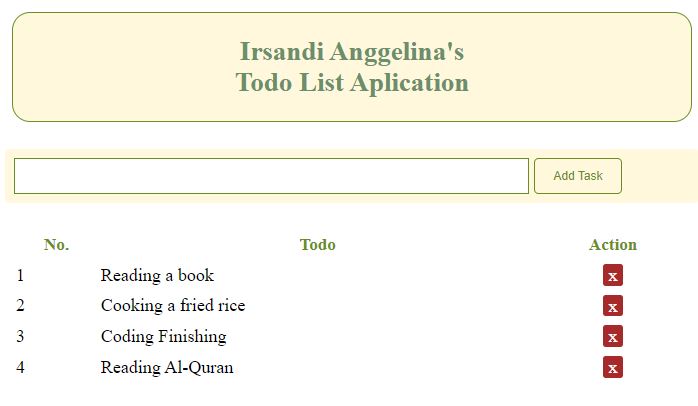 Irsandi Anggelina's
Todo List Aplication
Add Task
No. Todo Action
1 Reading a book x
2 Cooking a fried rice x
3 Coding Finishing x
4 Reading Al-Quran x